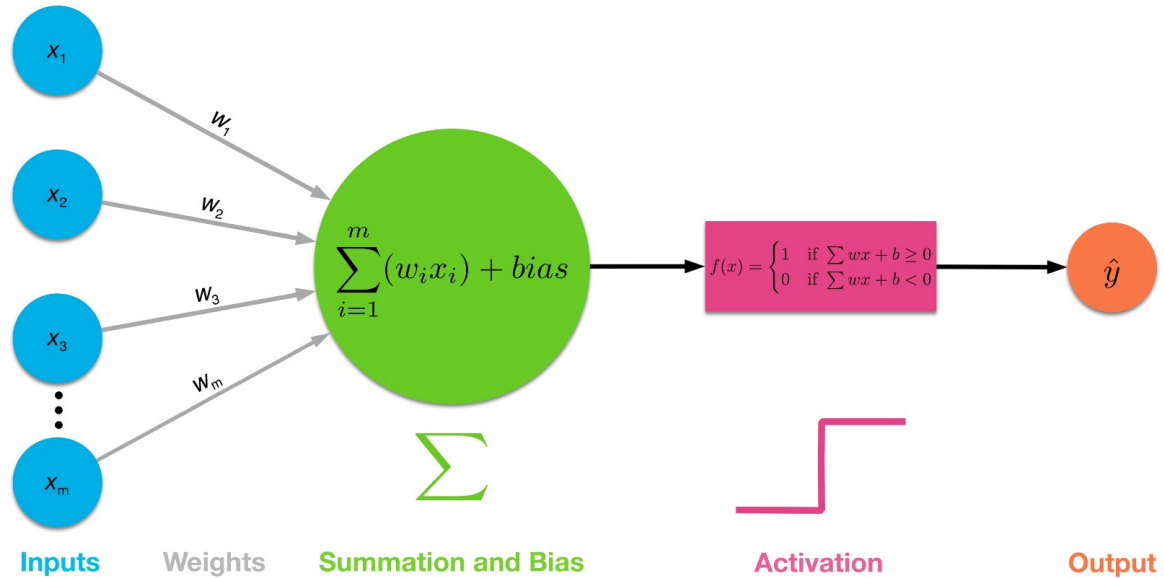 x₁
w₁
x₂
w₂
x₃
w₃
xₘ
wₘ
∑ᵢ₌₁ᵐ(wᵢxᵢ) + bias
f(x) = {1 if ∑ wx + b ≥ 0
0 if ∑ wx + b < 0
ŷ
∑
Inputs Weights Summation and Bias Activation Output